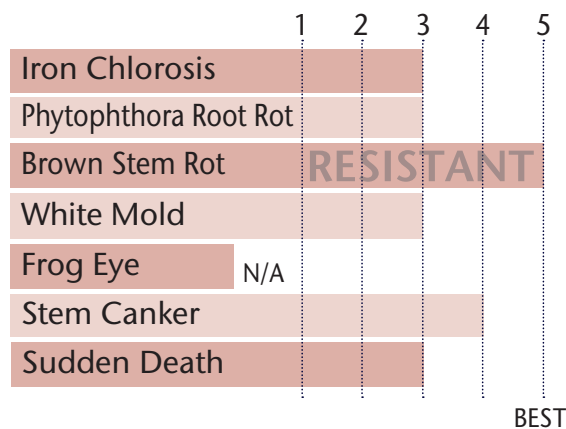 1 2 3 4 5
Iron Chlorosis
Phytophthora Root Rot
Brown Stem Rot RESISTANT
White Mold
Frog Eye N/A
Stem Canker
Sudden Death
BEST